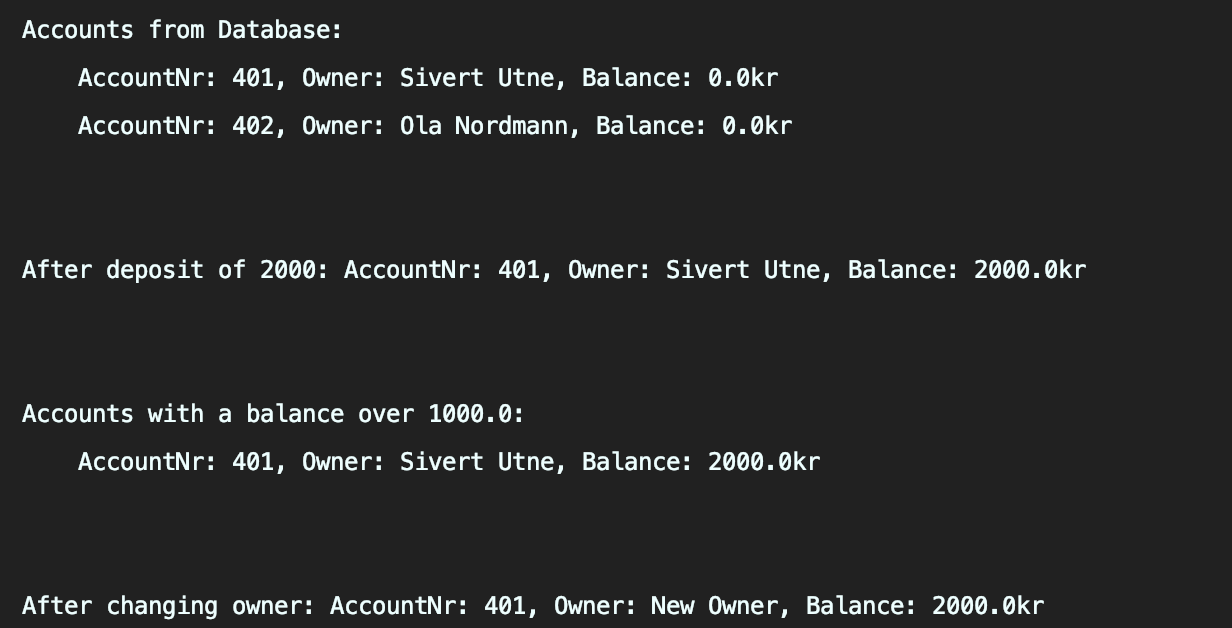 Accounts from Database:
AccountNr: 401, Owner: Sivert Utne, Balance: 0.0kr
AccountNr: 402, Owner: Ola Nordmann, Balance: 0.0kr
After deposit of 2000: AccountNr: 401, Owner: Sivert Utne, Balance: 2000.0kr
Accounts with a balance over 1000.0:
AccountNr: 401, Owner: Sivert Utne, Balance: 2000.0kr
After changing owner: AccountNr: 401, Owner: New Owner, Balance: 2000.0kr